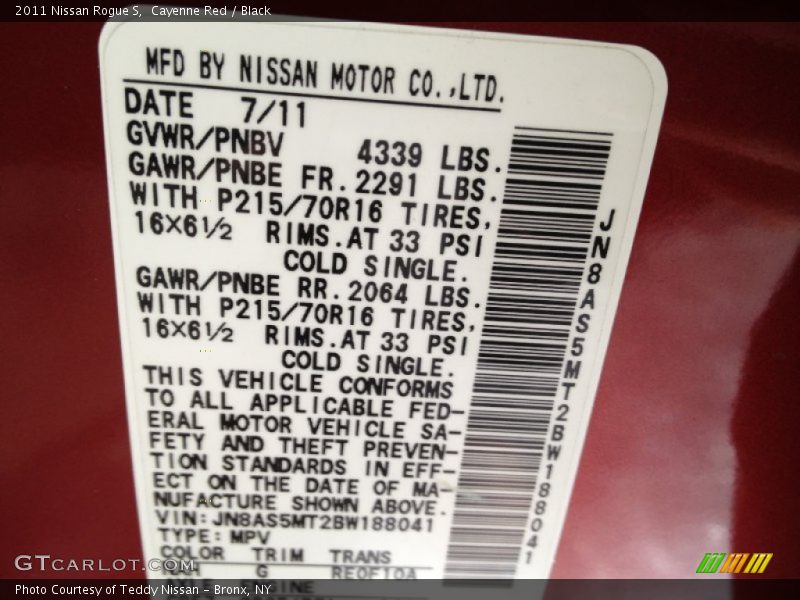 2011 Nissan Rogue S, Cayenne Red / Black
MFD BY NISSAN MOTOR CO.,LTD.
DATE 7/11
GVWR/PNBV 4339 LBS.
GAWR/PNBE FR.2291 LBS.
WITH P215/70R16 TIRES,
16X6½ RIMS.AT 33 PSI
COLD SINGLE.
GAWR/PNBE RR.2064 LBS.
WITH P215/70R16 TIRES,
16X6½ RIMS.AT 33 PSI
COLD SINGLE.
THIS VEHICLE CONFORMS
TO ALL APPLICABLE FED-
ERAL MOTOR VEHICLE SA-
FETY AND THEFT PREVEN-
TION STANDARDS IN EFF-
ECT ON THE DATE OF MA-
NUFACTURE SHOWN ABOVE.
VIN:JN8AS5MT2BW188041
TYPE:MPV
COLOR TRIM TRANS
G RE0F10A
JN8AS5MT2BW188041
GTCARLOT.COM
Photo Courtesy of Teddy Nissan - Bronx, NY